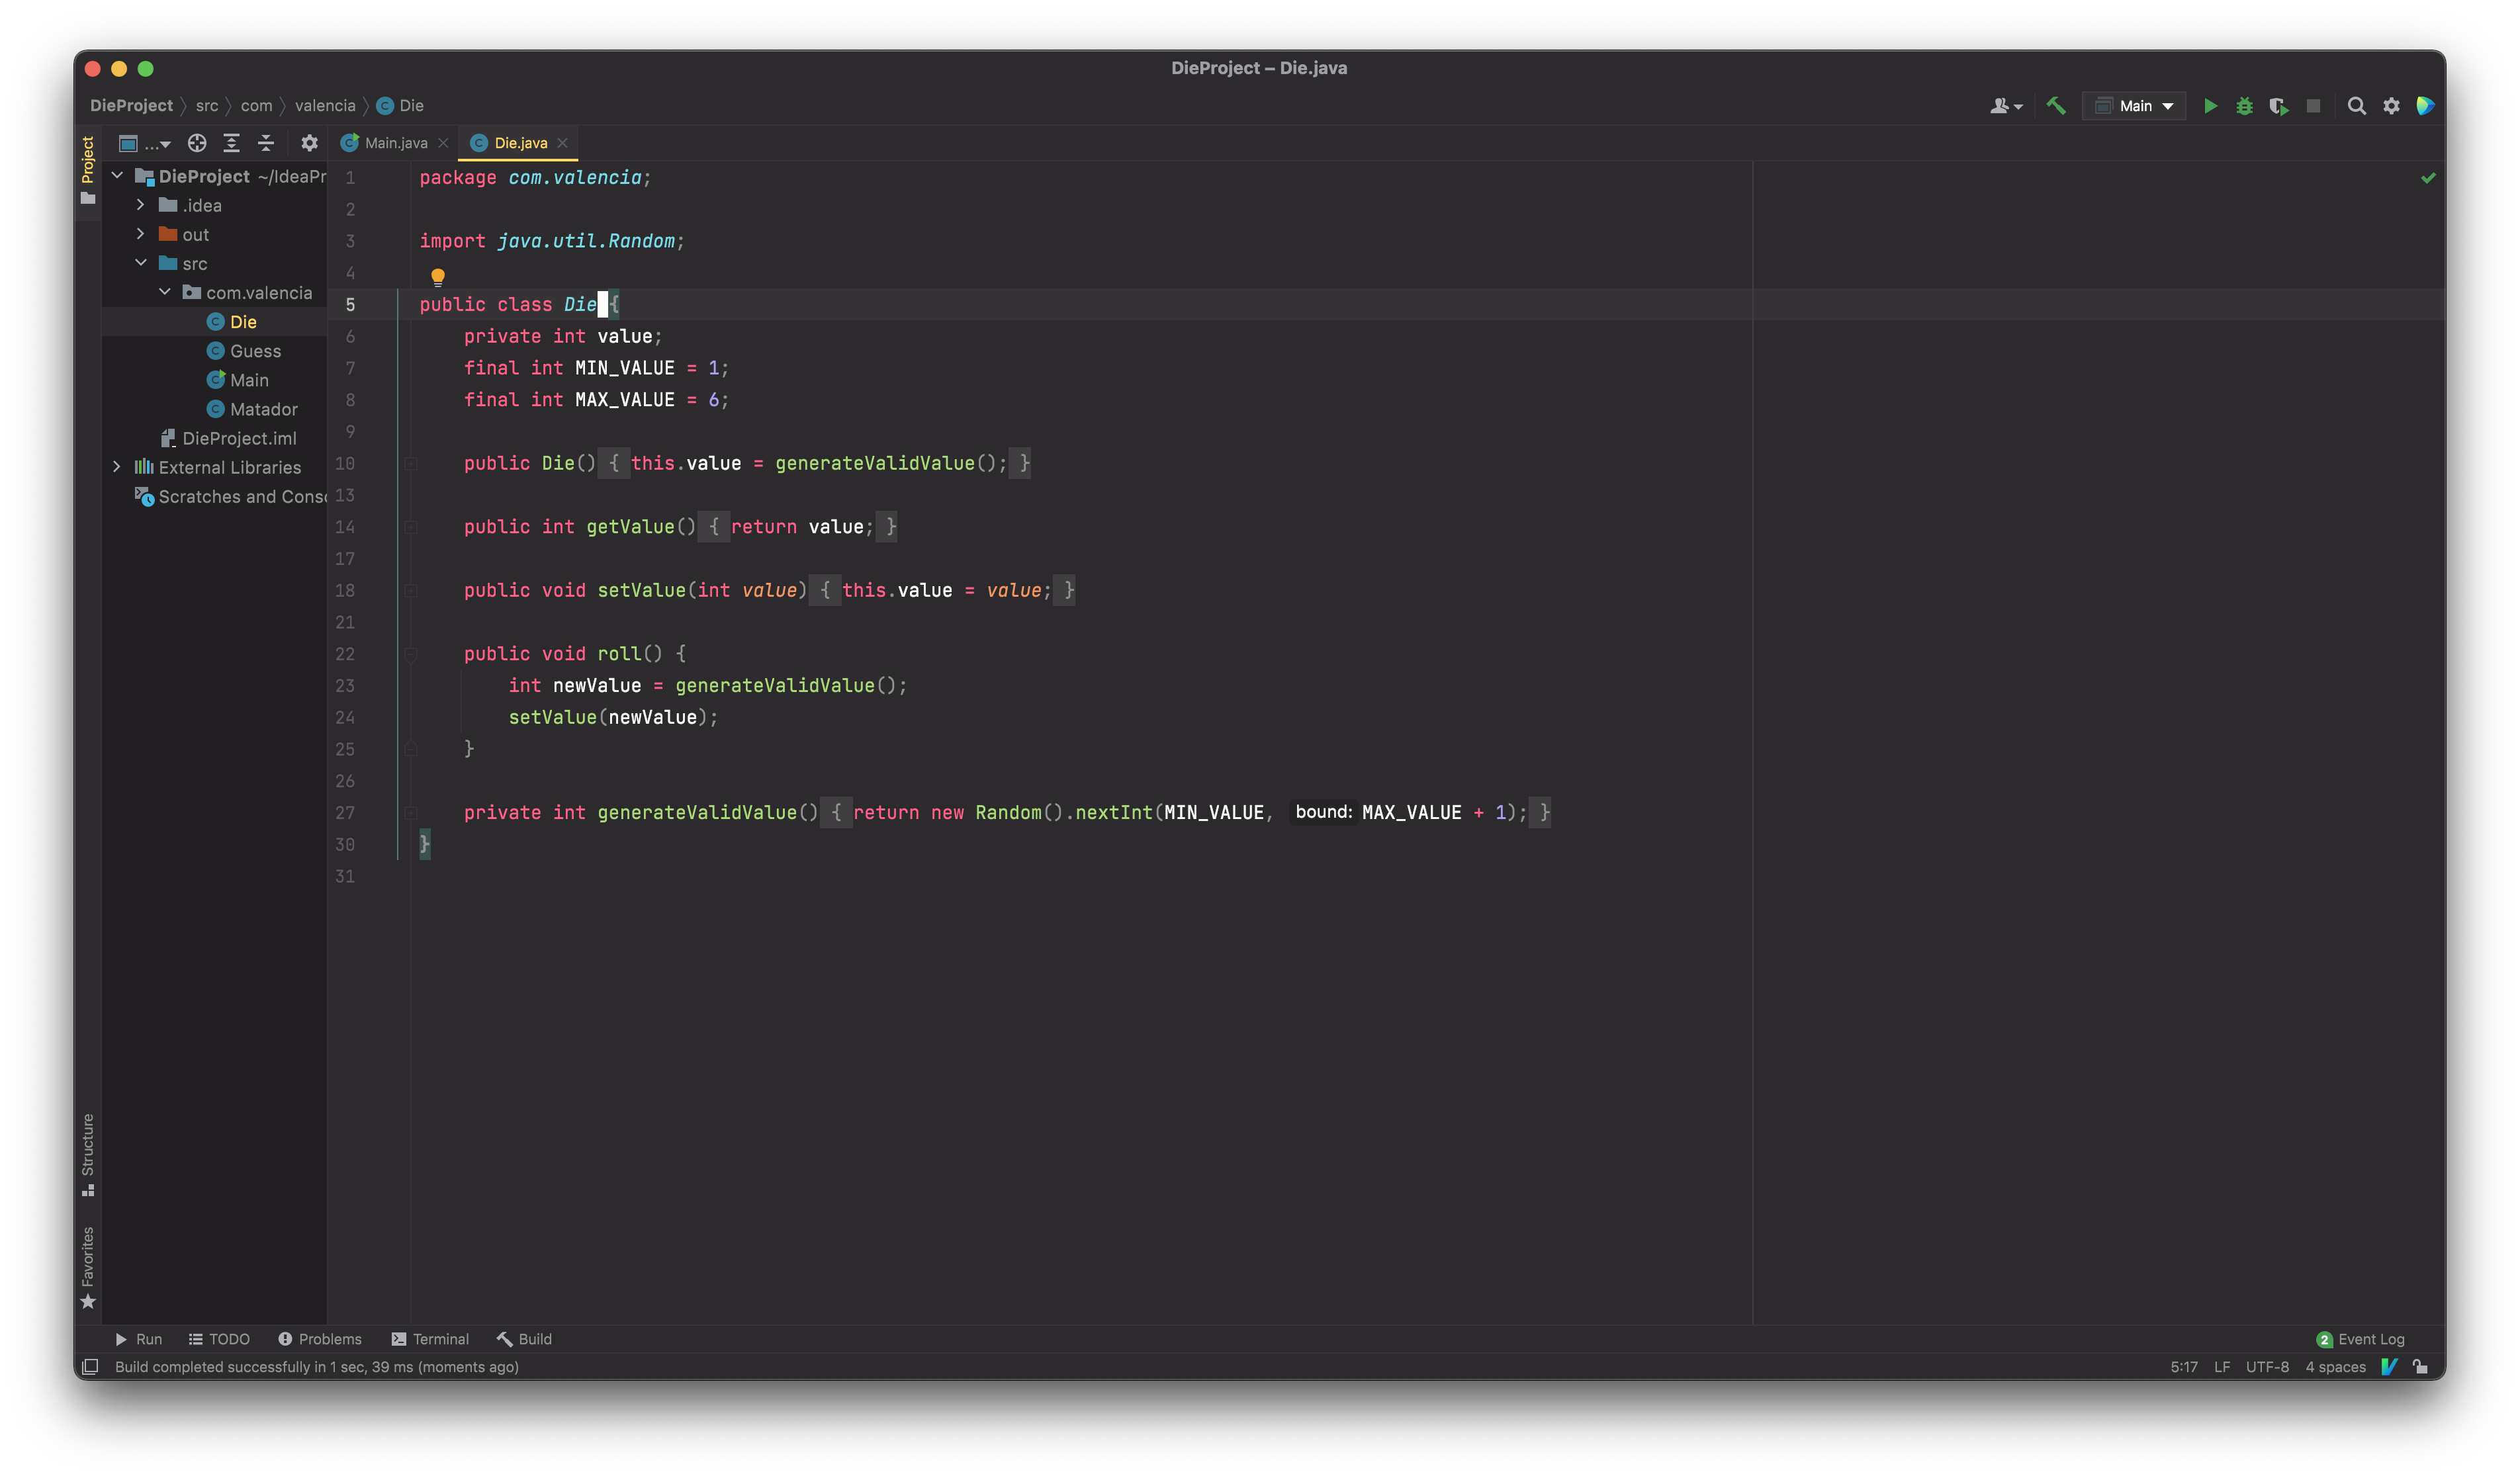 DieProject – Die.java
DieProject src com valencia Die
Main
Project
...
Main.java
Die.java
DieProject ~/IdeaPr
.idea
out
src
com.valencia
Die
Guess
Main
Matador
DieProject.iml
External Libraries
Scratches and Conso
1 package com.valencia;
2
3 import java.util.Random;
4
5 public class Die {
6 private int value;
7 final int MIN_VALUE = 1;
8 final int MAX_VALUE = 6;
9
10 public Die() { this.value = generateValidValue(); }
13
14 public int getValue() { return value; }
17
18 public void setValue(int value) { this.value = value; }
21
22 public void roll() {
23 int newValue = generateValidValue();
24 setValue(newValue);
25 }
26
27 private int generateValidValue() { return new Random().nextInt(MIN_VALUE, bound: MAX_VALUE + 1); }
30 }
31
Structure
Favorites
Run TODO Problems Terminal Build 2 Event Log
Build completed successfully in 1 sec, 39 ms (moments ago) 5:17 LF UTF-8 4 spaces